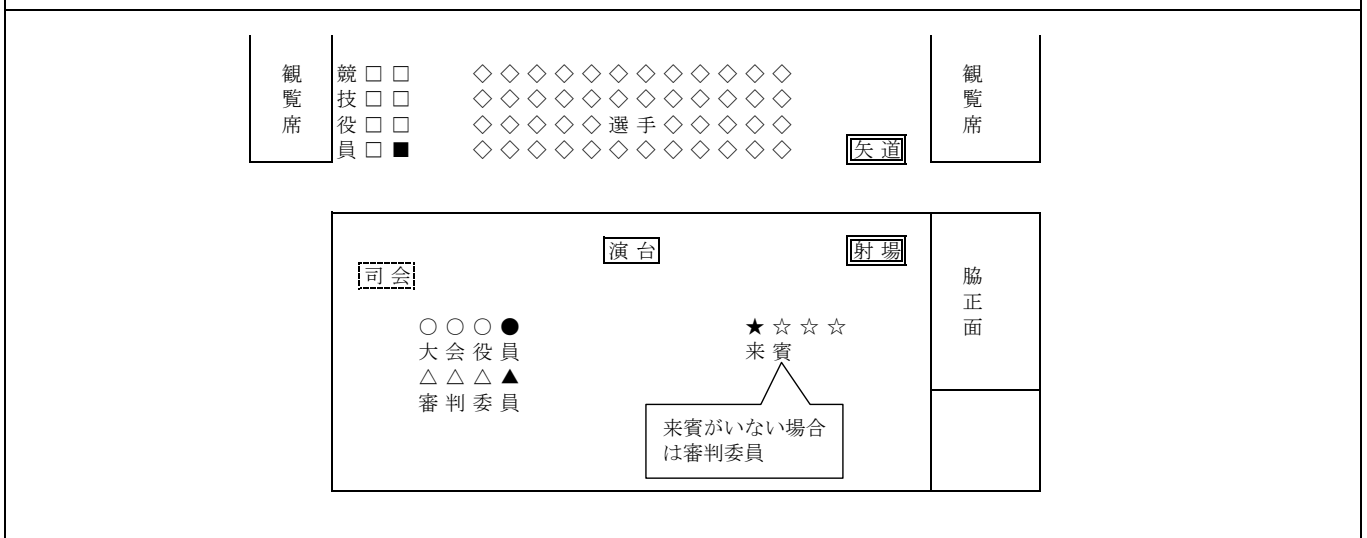 観覧席
競 □ □ ◇ ◇ ◇ ◇ ◇ ◇ ◇ ◇ ◇ ◇ ◇ ◇
技 □ □ ◇ ◇ ◇ ◇ ◇ ◇ ◇ ◇ ◇ ◇ ◇ ◇
役 □ □ ◇ ◇ ◇ ◇ ◇ 選 手 ◇ ◇ ◇ ◇ ◇
員 □ ■ ◇ ◇ ◇ ◇ ◇ ◇ ◇ ◇ ◇ ◇ ◇ ◇
矢 道
観覧席
演 台
射 場
司 会
脇正面
○ ○ ○ ●
大 会 役 員
△ △ △ ▲
審 判 委 員
★ ☆ ☆ ☆
来 賓
来賓がいない場合
は審判委員